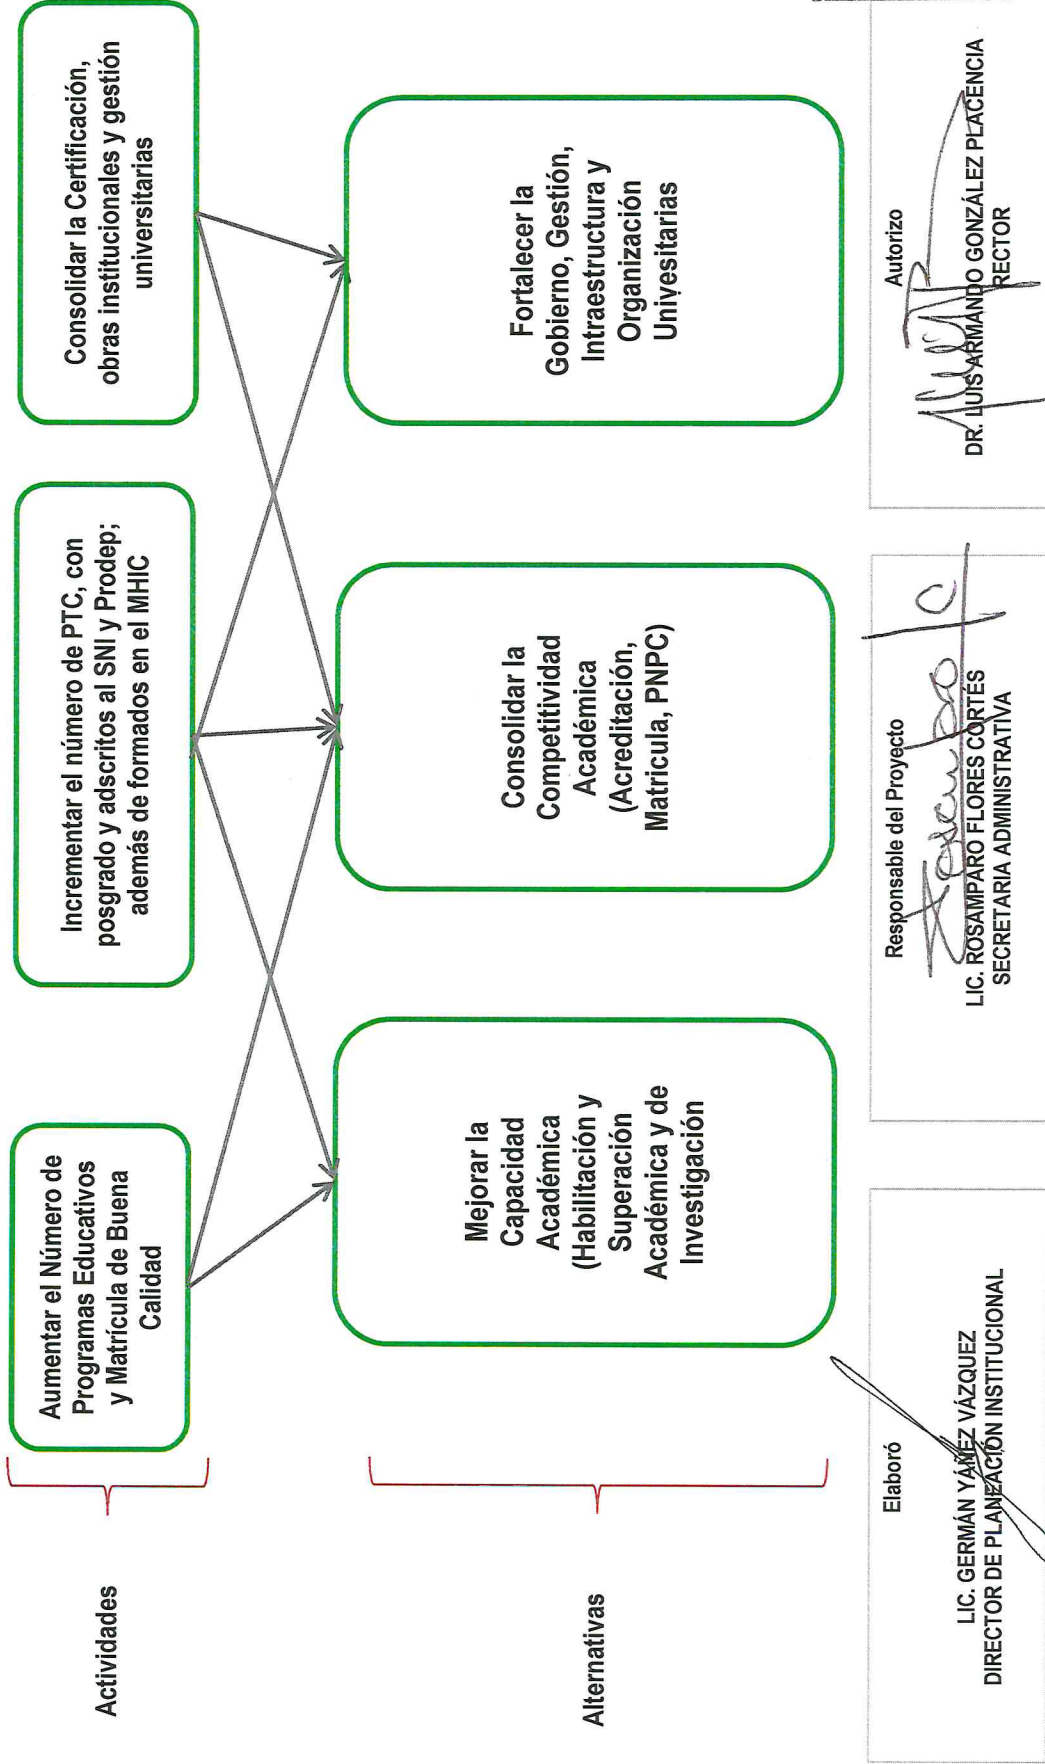 Actividades
Aumentar el Número de
Programas Educativos
y Matrícula de Buena
Calidad
Incrementar el número de PTC, con
posgrado y adscritos al SNI y Prodep;
además de formados en el MHIC
Consolidar la Certificación,
obras institucionales y gestión
universitarias
Alternativas
Mejorar la
Capacidad
Académica
(Habilitación y
Superación
Académica y de
Investigación
Consolidar la
Competitividad
Académica
(Acreditación,
Matricula, PNPC)
Fortalecer la
Gobierno, Gestión,
Intraestructura y
Organización
Univesitarias
Elaboró
LIC. GERMÁN YÁÑEZ VÁZQUEZ
DIRECTOR DE PLANEACIÓN INSTITUCIONAL
Responsable del Proyecto
LIC. ROSAMPARO FLORES CORTÉS
SECRETARIA ADMINISTRATIVA
Autorizo
DR. LUIS ARMANDO GONZÁLEZ PLACENCIA
RECTOR